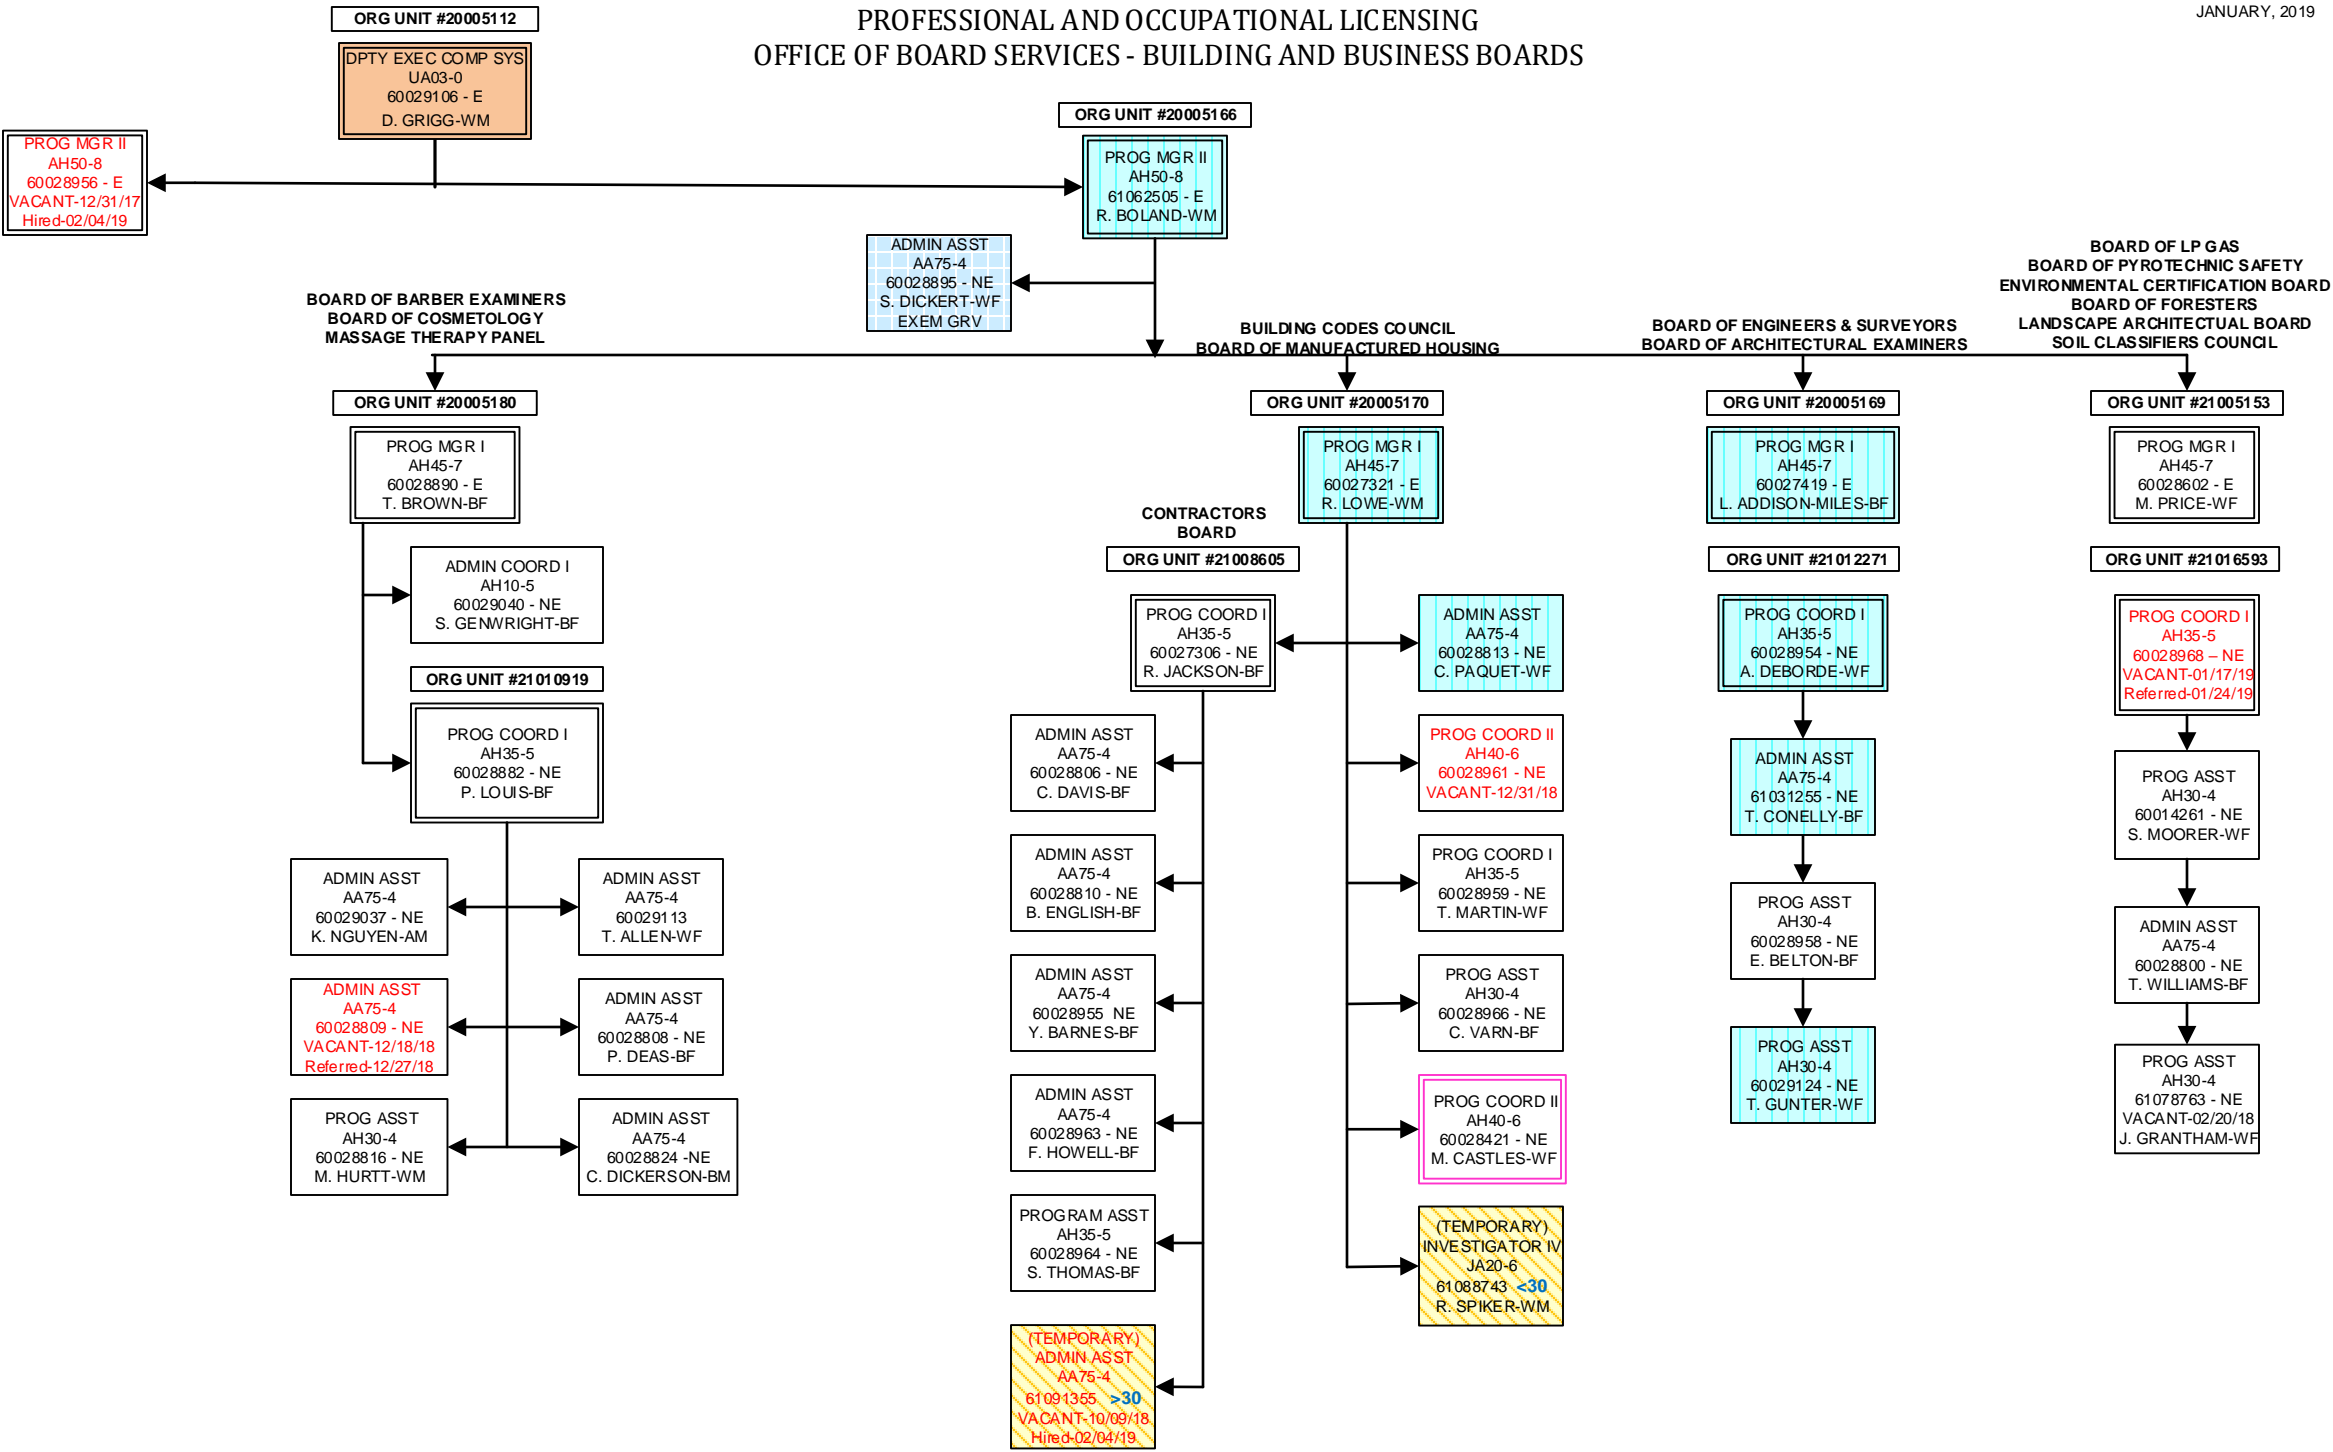 ORG UNIT #20005112
PROFESSIONAL AND OCCUPATIONAL LICENSING
OFFICE OF BOARD SERVICES - BUILDING AND BUSINESS BOARDS
JANUARY, 2019
DPTY EXEC COMP SYS
UA03-0
60029106 - E
D. GRIGG-WM
PROG MGR II
AH50-8
60028956 - E
VACANT-12/31/17
Hired-02/04/19
ORG UNIT #20005166
PROG MGR II
AH50-8
61062505 - E
R. BOLAND-WM
ADMIN ASST
AA75-4
60028895 - NE
S. DICKERT-WF
EXEM GRV
BOARD OF BARBER EXAMINERS
BOARD OF COSMETOLOGY
MASSAGE THERAPY PANEL
BUILDING CODES COUNCIL
BOARD OF MANUFACTURED HOUSING
BOARD OF ENGINEERS & SURVEYORS
BOARD OF ARCHITECTURAL EXAMINERS
BOARD OF LP GAS
BOARD OF PYROTECHNIC SAFETY
ENVIRONMENTAL CERTIFICATION BOARD
BOARD OF FORESTERS
LANDSCAPE ARCHITECTUAL BOARD
SOIL CLASSIFIERS COUNCIL
ORG UNIT #20005180
PROG MGR I
AH45-7
60028890 - E
T. BROWN-BF
ADMIN COORD I
AH10-5
60029040 - NE
S. GENWRIGHT-BF
ORG UNIT #21010919
PROG COORD I
AH35-5
60028882 - NE
P. LOUIS-BF
ADMIN ASST
AA75-4
60029037 - NE
K. NGUYEN-AM
ADMIN ASST
AA75-4
60029113
T. ALLEN-WF
ADMIN ASST
AA75-4
60028809 - NE
VACANT-12/18/18
Referred-12/27/18
ADMIN ASST
AA75-4
60028808 - NE
P. DEAS-BF
PROG ASST
AH30-4
60028816 - NE
M. HURTT-WM
ADMIN ASST
AA75-4
60028824 -NE
C. DICKERSON-BM
ORG UNIT #20005170
PROG MGR I
AH45-7
60027321 - E
R. LOWE-WM
CONTRACTORS
BOARD
ORG UNIT #21008605
PROG COORD I
AH35-5
60027306 - NE
R. JACKSON-BF
ADMIN ASST
AA75-4
60028806 - NE
C. DAVIS-BF
ADMIN ASST
AA75-4
60028810 - NE
B. ENGLISH-BF
ADMIN ASST
AA75-4
60028955 NE
Y. BARNES-BF
ADMIN ASST
AA75-4
60028963 - NE
F. HOWELL-BF
PROGRAM ASST
AH35-5
60028964 - NE
S. THOMAS-BF
(TEMPORARY)
ADMIN ASST
AA75-4
61091355 >30
VACANT-10/09/18
Hired-02/04/19
ADMIN ASST
AA75-4
60028813 - NE
C. PAQUET-WF
PROG COORD II
AH40-6
60028961 - NE
VACANT-12/31/18
PROG COORD I
AH35-5
60028959 - NE
T. MARTIN-WF
PROG ASST
AH30-4
60028966 - NE
C. VARN-BF
PROG COORD II
AH40-6
60028421 - NE
M. CASTLES-WF
(TEMPORARY)
INVESTIGATOR IV
JA20-6
61088743 <30
R. SPIKER-WM
ORG UNIT #20005169
PROG MGR I
AH45-7
60027419 - E
L. ADDISON-MILES-BF
ORG UNIT #21012271
PROG COORD I
AH35-5
60028954 - NE
A. DEBORDE-WF
ADMIN ASST
AA75-4
61031255 - NE
T. CONELLY-BF
PROG ASST
AH30-4
60028958 - NE
E. BELTON-BF
PROG ASST
AH30-4
60029124 - NE
T. GUNTER-WF
ORG UNIT #21005153
PROG MGR I
AH45-7
60028602 - E
M. PRICE-WF
ORG UNIT #21016593
PROG COORD I
AH35-5
60028968 – NE
VACANT-01/17/19
Referred-01/24/19
PROG ASST
AH30-4
60014261 - NE
S. MOORER-WF
ADMIN ASST
AA75-4
60028800 - NE
T. WILLIAMS-BF
PROG ASST
AH30-4
61078763 - NE
VACANT-02/20/18
J. GRANTHAM-WF